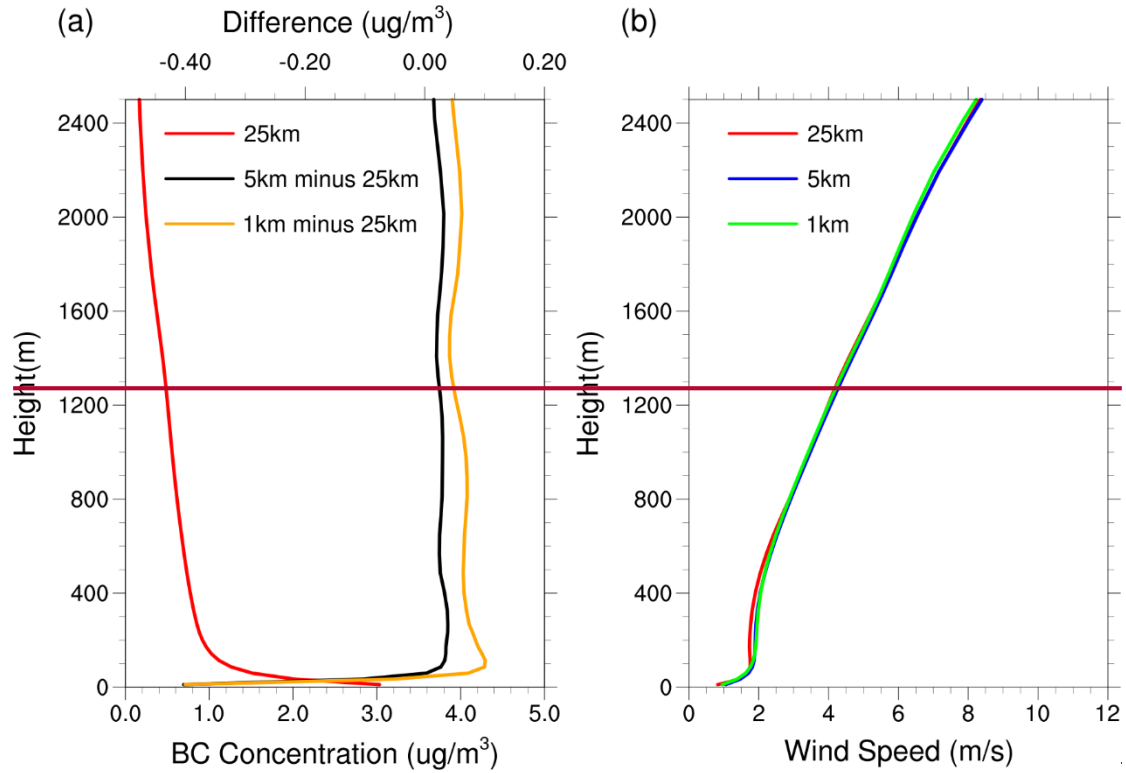 (a) Difference (ug/m³)
-0.40 -0.20 0.00 0.20
2400
2000
1600
1200
800
400
0
Height(m)
25km
5km minus 25km
1km minus 25km
0.0 1.0 2.0 3.0 4.0 5.0
BC Concentration (ug/m³)
(b)
2400
2000
1600
1200
800
400
0
Height(m)
25km
5km
1km
0 2 4 6 8 10 12
Wind Speed (m/s)